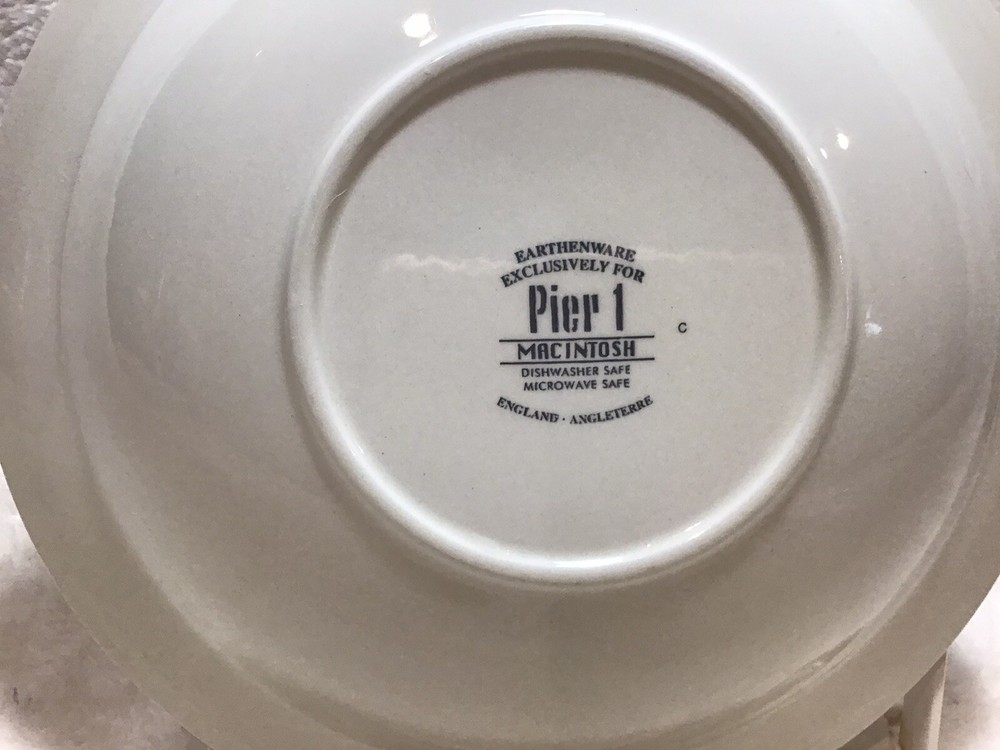 EARTHENWARE
EXCLUSIVELY FOR
Pier 1
MACINTOSH
DISHWASHER SAFE
MICROWAVE SAFE
ENGLAND · ANGLETERRE
C